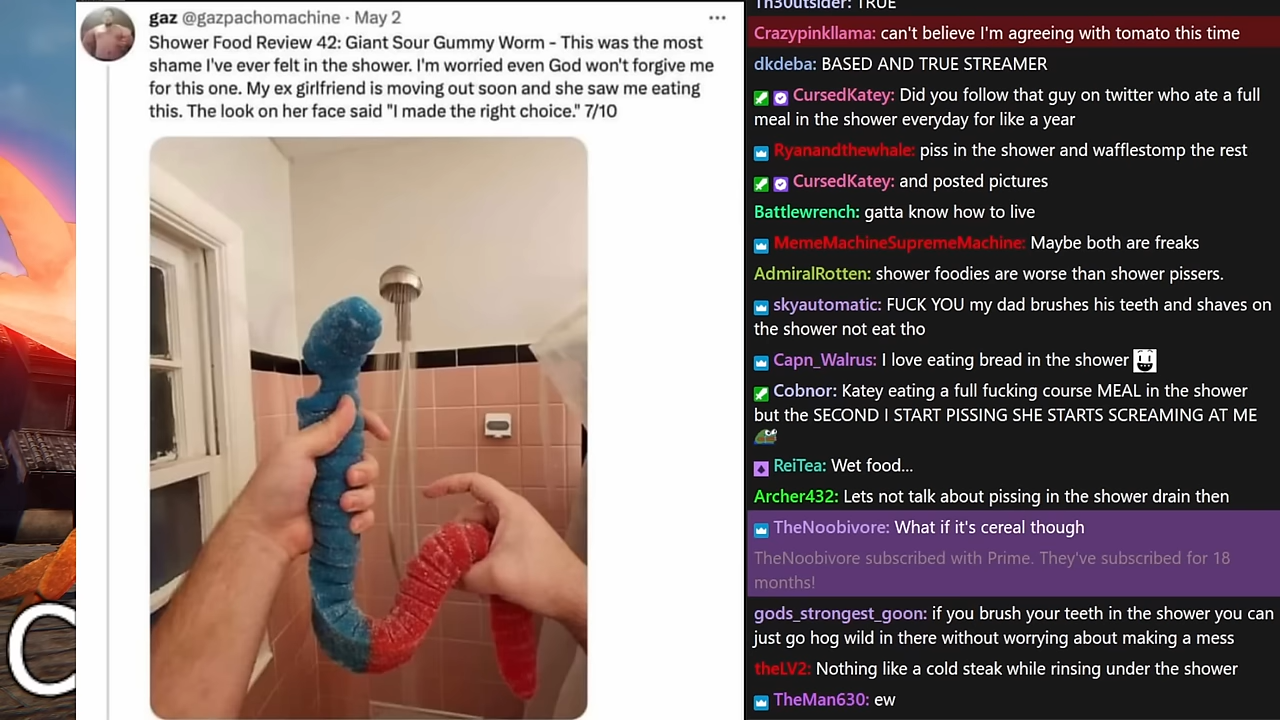 gaz @gazpachomachine · May 2
Shower Food Review 42: Giant Sour Gummy Worm - This was the most
shame I've ever felt in the shower. I'm worried even God won't forgive me
for this one. My ex girlfriend is moving out soon and she saw me eating
this. The look on her face said "I made the right choice." 7/10
C
Th30utsider: TRUE
Crazypinkllama: can't believe I'm agreeing with tomato this time
dkdeba: BASED AND TRUE STREAMER
CursedKatey: Did you follow that guy on twitter who ate a full
meal in the shower everyday for like a year
Ryanandthewhale: piss in the shower and wafflestomp the rest
CursedKatey: and posted pictures
Battlewrench: gatta know how to live
MemeMachineSupremeMachine: Maybe both are freaks
AdmiralRotten: shower foodies are worse than shower pissers.
skyautomatic: FUCK YOU my dad brushes his teeth and shaves on
the shower not eat tho
Capn_Walrus: I love eating bread in the shower
Cobnor: Katey eating a full fucking course MEAL in the shower
but the SECOND I START PISSING SHE STARTS SCREAMING AT ME
ReiTea: Wet food...
Archer432: Lets not talk about pissing in the shower drain then
TheNoobivore: What if it's cereal though
TheNoobivore subscribed with Prime. They've subscribed for 18
months!
gods_strongest_goon: if you brush your teeth in the shower you can
just go hog wild in there without worrying about making a mess
theLV2: Nothing like a cold steak while rinsing under the shower
TheMan630: ew